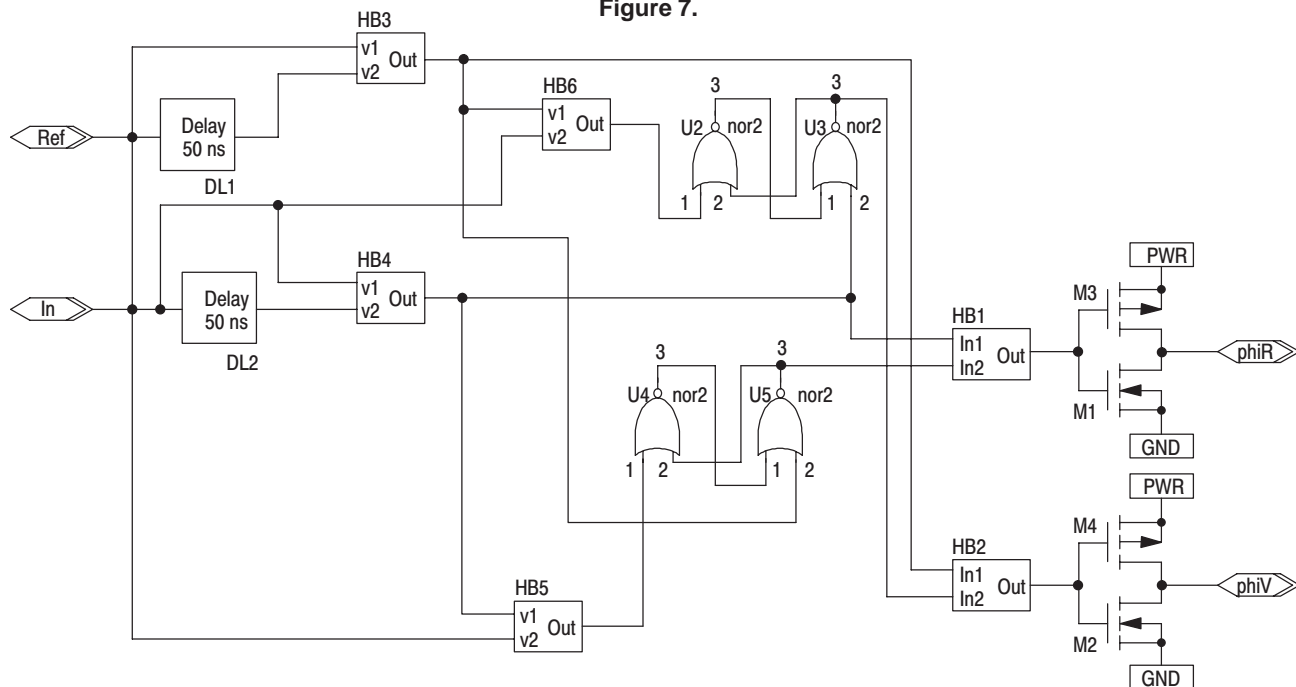 Figure 7.
HB3
v1
v2
Out
HB6
v1
v2
Out
3
U2
nor2
1
2
3
U3
nor2
1
2
Ref
Delay
50 ns
DL1
HB4
v1
v2
Out
In
Delay
50 ns
DL2
3
U4
nor2
1
2
3
U5
nor2
1
2
HB1
In1
In2
Out
PWR
M3
M1
GND
phiR
HB5
v1
v2
Out
HB2
In1
In2
Out
PWR
M4
M2
GND
phiV